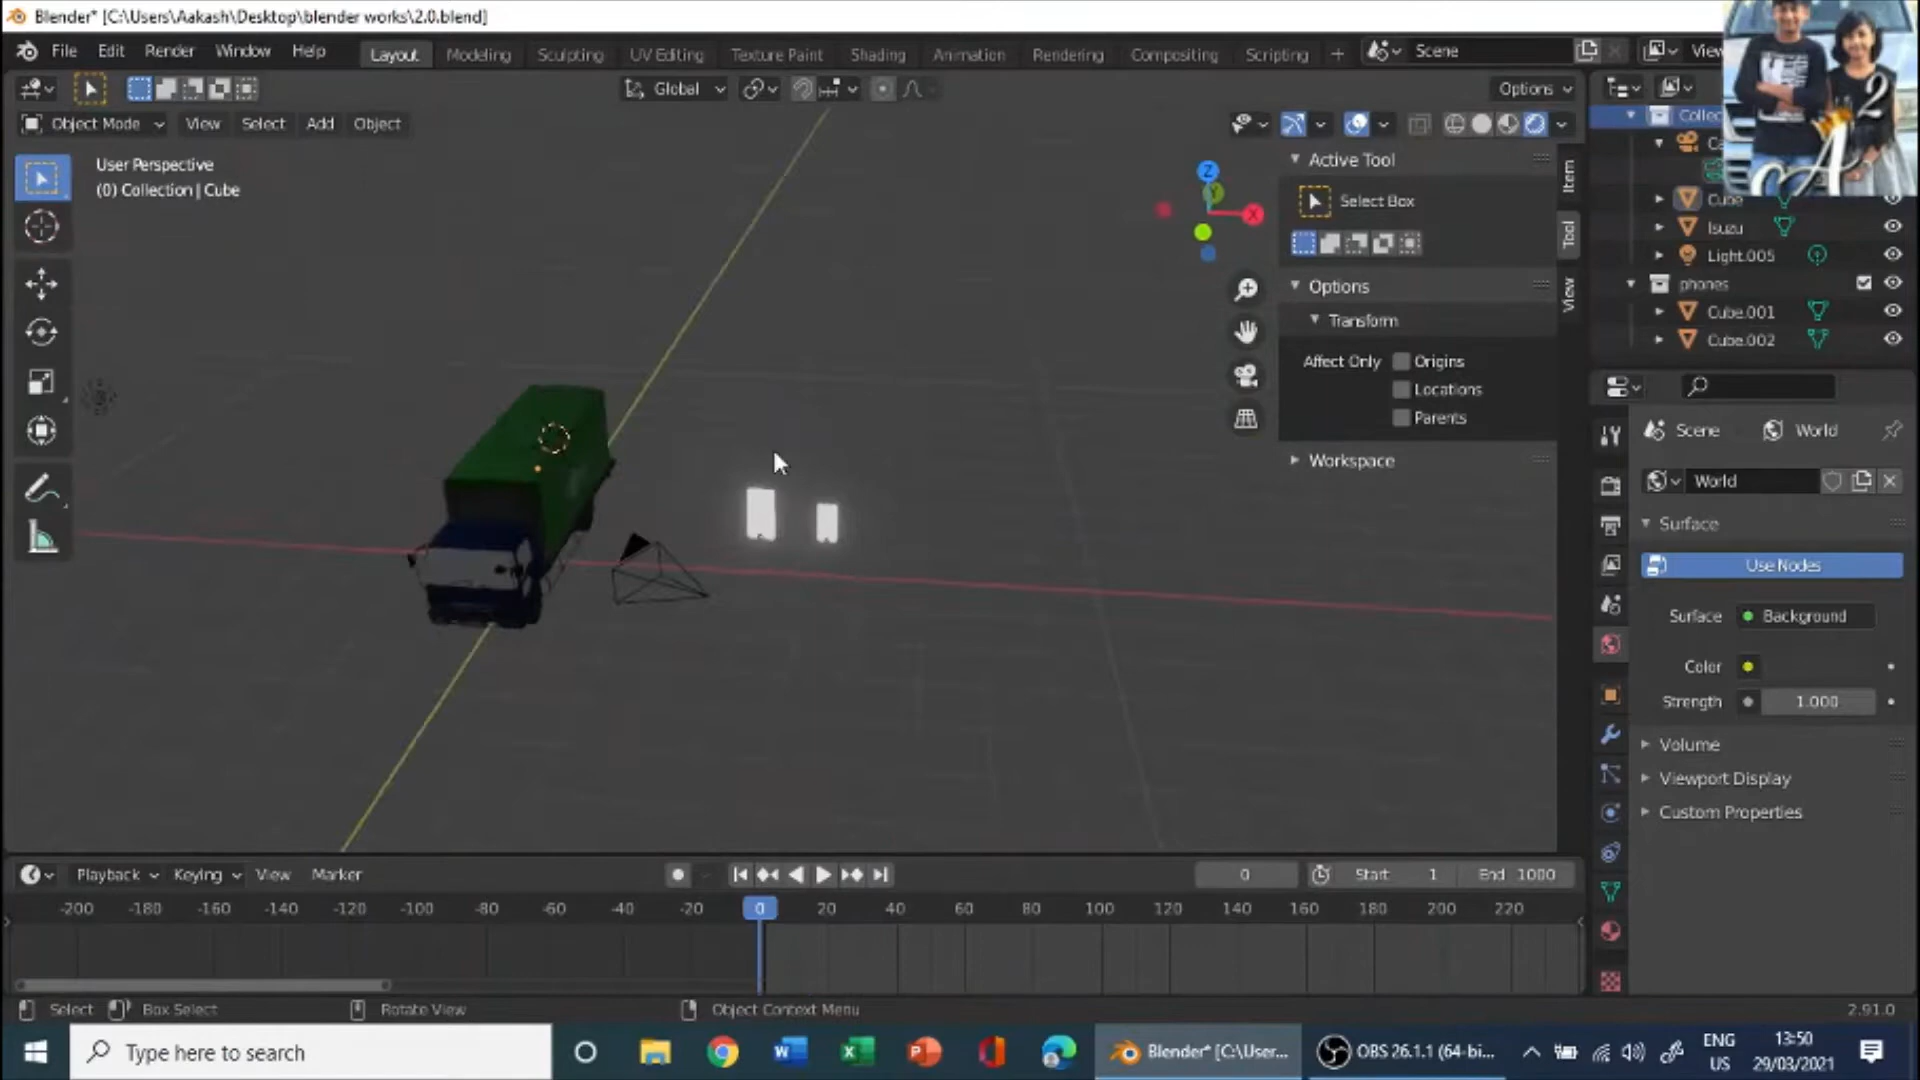 Blender* [C:\Users\Aakash\Desktop\blender works\2.0.blend]
File Edit Render Window Help Layout Modeling Sculpting UV Editing Texture Paint Shading Animation Rendering Compositing Scripting + Scene View
Global Options
Object Mode View Select Add Object
User Perspective
(0) Collection | Cube
Z
Y
X
Active Tool
Select Box
Options
Transform
Affect Only Origins
Locations
Parents
Workspace
Item
Tool
View
Collec
Ca
Cube
Isuzu
Light.005
phones
Cube.001
Cube.002
A 2
Scene World
World
Surface
Use Nodes
Surface Background
Color
Strength 1.000
Volume
Viewport Display
Custom Properties
Playback Keying View Marker 0 Start 1 End 1000
-200 -180 -160 -140 -120 -100 -80 -60 -40 -20 0 20 40 60 80 100 120 140 160 180 200 220
Select Box Select Rotate View Object Context Menu 2.91.0
Type here to search Blender* [C:\User... OBS 26.1.1 (64-bi... ENG US 13:50 29/03/2021